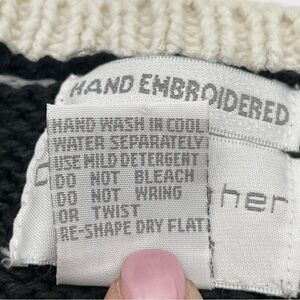 HAND EMBROIDERED
HAND WASH IN COOL
WATER SEPARATELY
USE MILD DETERGENT
DO NOT BLEACH
DO NOT WRING
OR TWIST
RE-SHAPE DRY FLAT